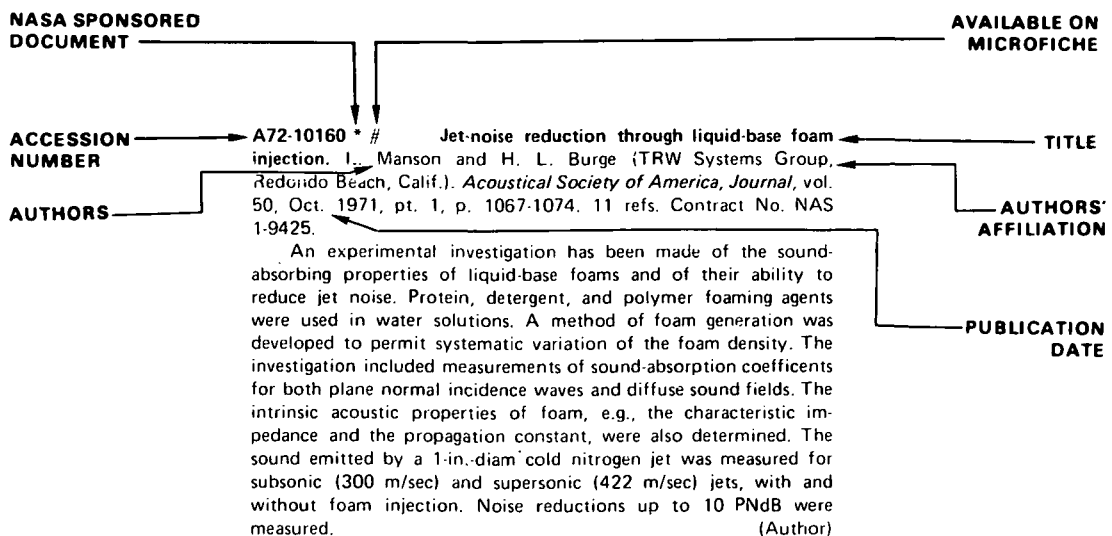 NASA SPONSORED
DOCUMENT
AVAILABLE ON
MICROFICHE
ACCESSION
NUMBER
TITLE
AUTHORS
AUTHORS'
AFFILIATION
PUBLICATION
DATE
A72-10160 * # Jet-noise reduction through liquid-base foam
injection. Manson and H. L. Burge (TRW Systems Group,
Redondo Beach, Calif.). Acoustical Society of America, Journal, vol.
50, Oct. 1971, pt. 1, p. 1067-1074. 11 refs. Contract No. NAS
1-9425.
An experimental investigation has been made of the sound-
absorbing properties of liquid-base foams and of their ability to
reduce jet noise. Protein, detergent, and polymer foaming agents
were used in water solutions. A method of foam generation was
developed to permit systematic variation of the foam density. The
investigation included measurements of sound-absorption coefficents
for both plane normal incidence waves and diffuse sound fields. The
intrinsic acoustic properties of foam, e.g., the characteristic im-
pedance and the propagation constant, were also determined. The
sound emitted by a 1-in.-diam cold nitrogen jet was measured for
subsonic (300 m/sec) and supersonic (422 m/sec) jets, with and
without foam injection. Noise reductions up to 10 PNdB were
measured. (Author)